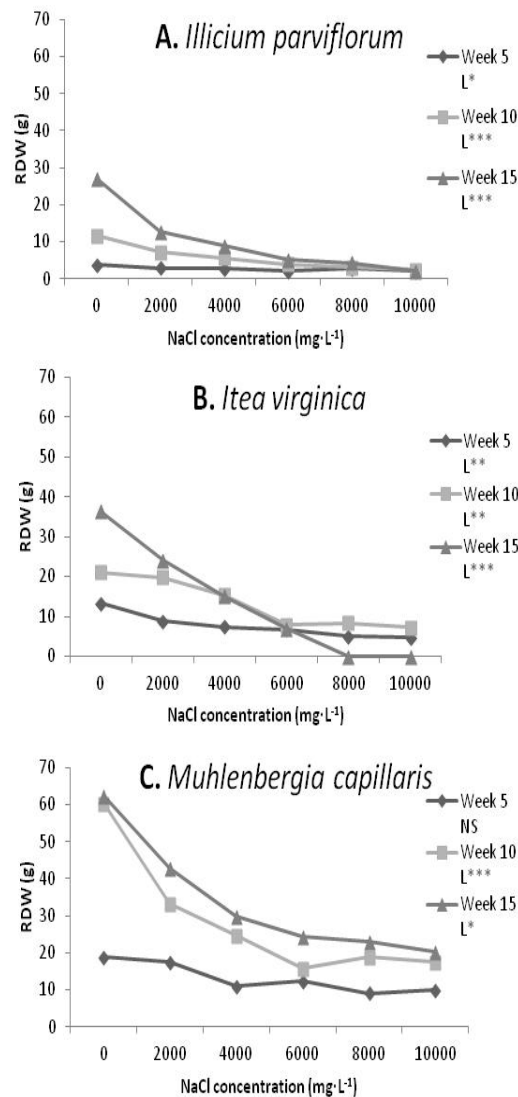 A. Illicium parviflorum
70
60
50
40
30
20
10
0
RDW (g)
0 2000 4000 6000 8000 10000
NaCl concentration (mg·L-1)
Week 5
L*
Week 10
L***
Week 15
L***
B. Itea virginica
70
60
50
40
30
20
10
0
RDW (g)
0 2000 4000 6000 8000 10000
NaCl concentration (mg·L-1)
Week 5
L**
Week 10
L**
Week 15
L***
C. Muhlenbergia capillaris
70
60
50
40
30
20
10
0
RDW (g)
0 2000 4000 6000 8000 10000
NaCl concentration (mg·L-1)
Week 5
NS
Week 10
L***
Week 15
L*